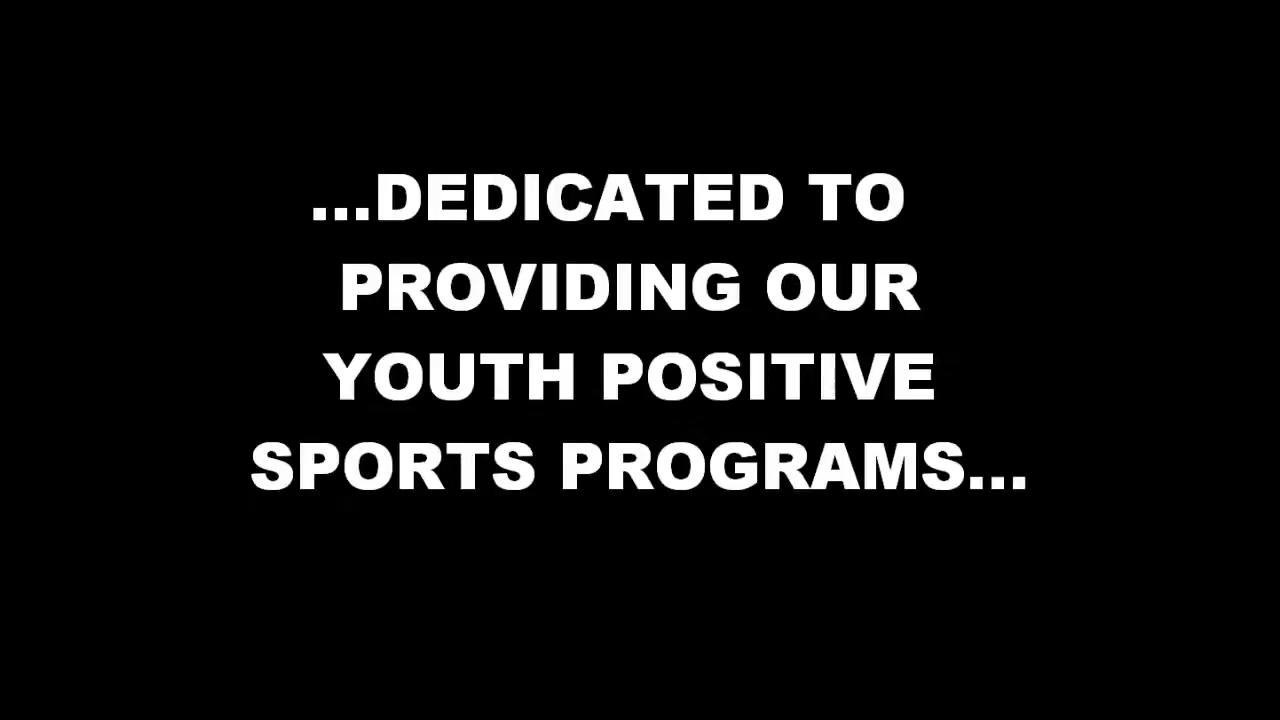 ...DEDICATED TO
PROVIDING OUR
YOUTH POSITIVE
SPORTS PROGRAMS...